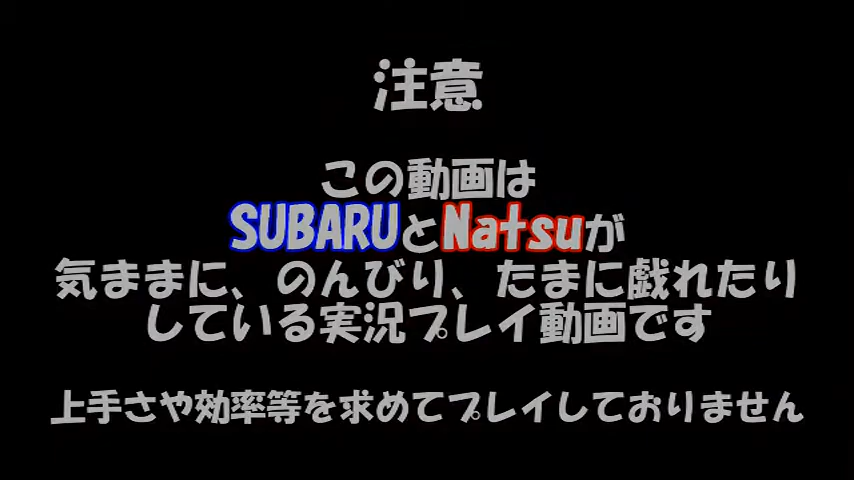 注意
この動画は
SUBARUとNatsuが
気ままに、のんびり、たまに戯れたり
している実況プレイ動画です
上手さや効率等を求めてプレイしておりません